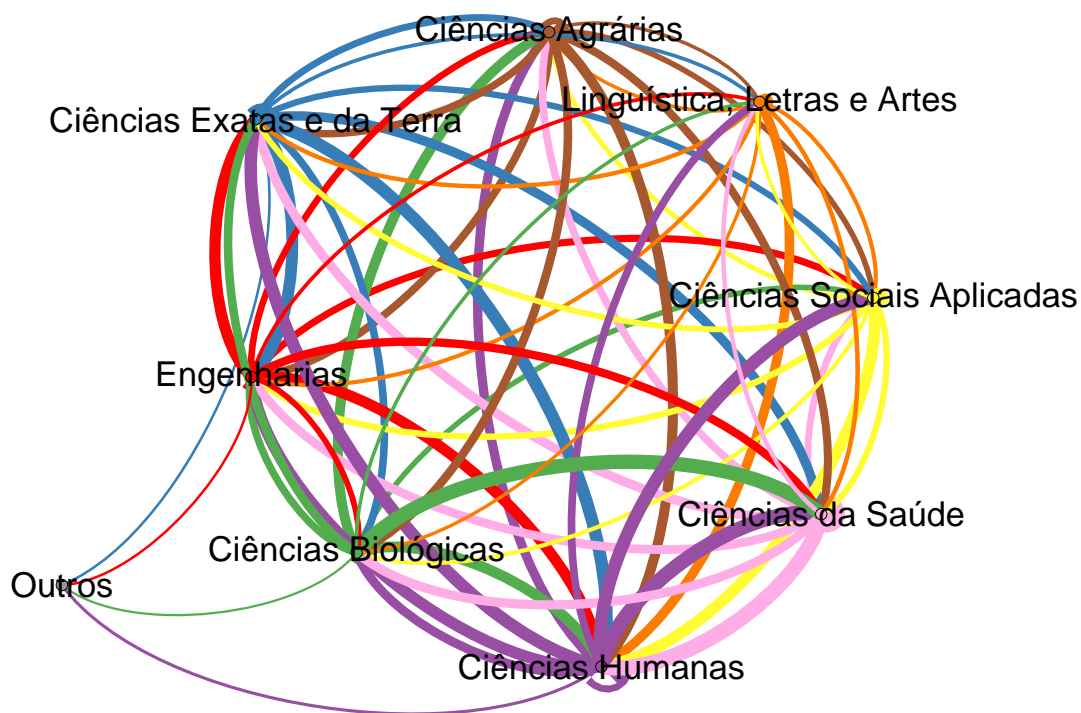 Ciências Agrárias
Linguística, Letras e Artes
Ciências Exatas e da Terra
Ciências Sociais Aplicadas
Engenharias
Ciências da Saúde
Ciências Biológicas
Outros
Ciências Humanas